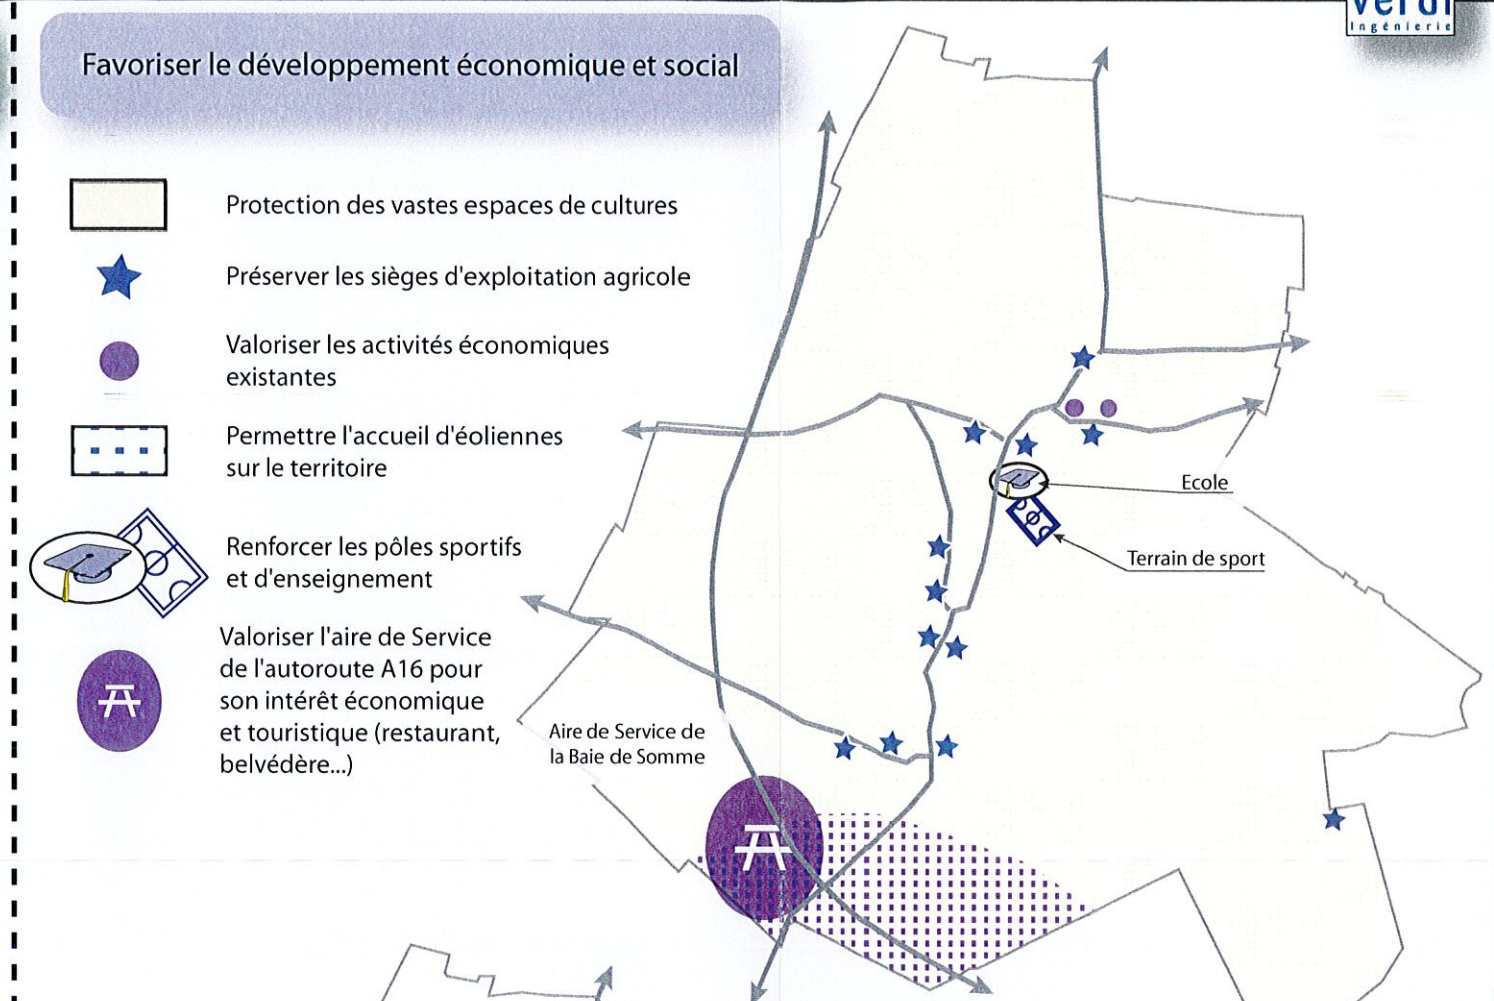 verdi
Ingénierie
Favoriser le développement économique et social
Protection des vastes espaces de cultures
Préserver les sièges d'exploitation agricole
Valoriser les activités économiques
existantes
Permettre l'accueil d'éoliennes
sur le territoire
Renforcer les pôles sportifs
et d'enseignement
Valoriser l'aire de Service
de l'autoroute A16 pour
son intérêt économique
et touristique (restaurant,
belvédère...)
Ecole
Terrain de sport
Aire de Service de
la Baie de Somme